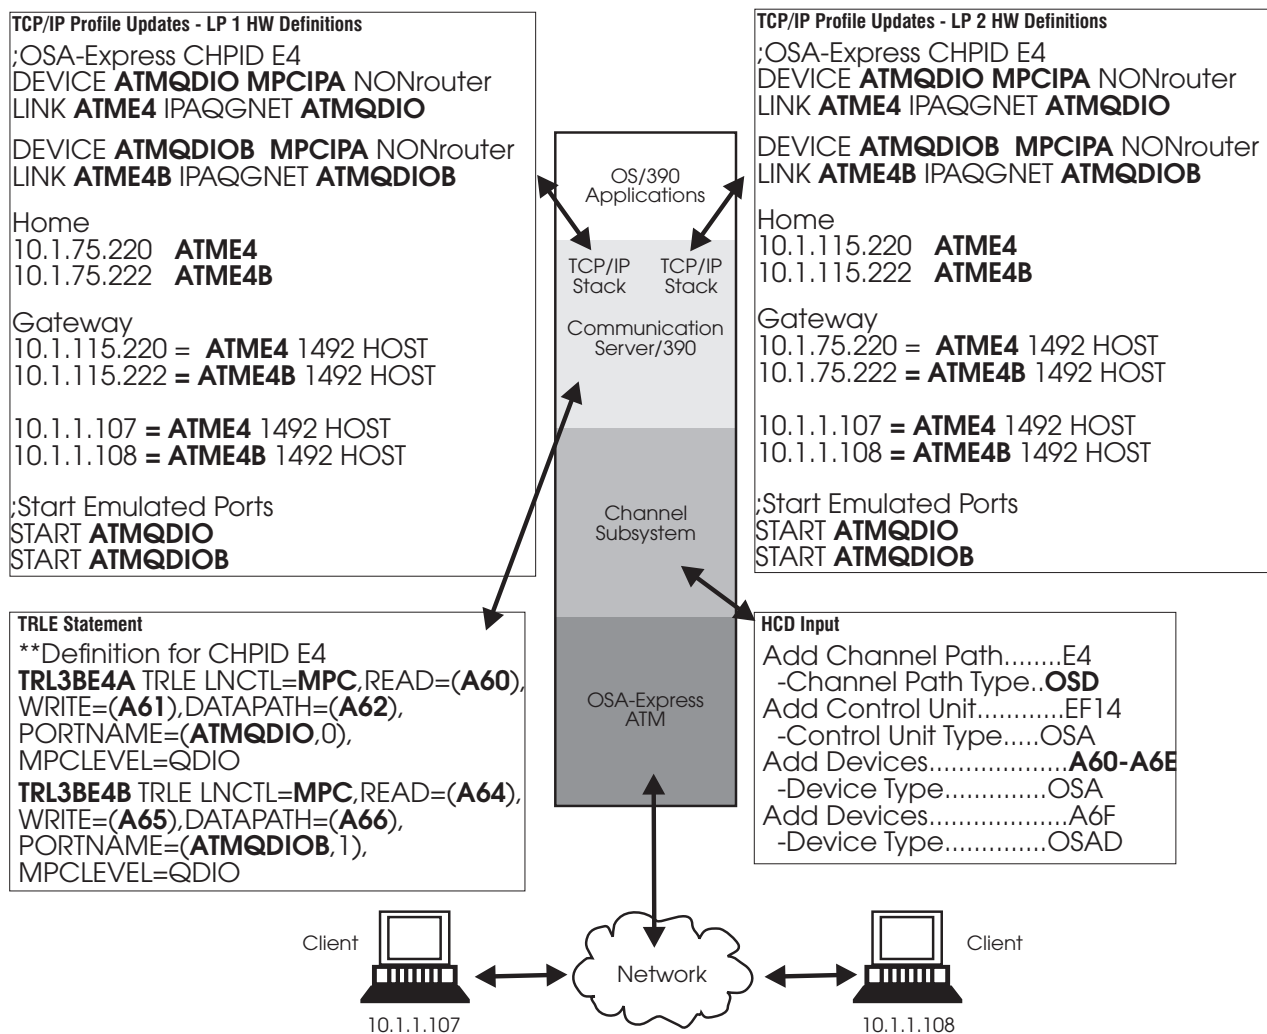 TCP/IP Profile Updates - LP 1 HW Definitions
;OSA-Express CHPID E4
DEVICE ATMQDIO MPCIPA NONrouter
LINK ATME4 IPAQGNET ATMQDIO
DEVICE ATMQDIOB MPCIPA NONrouter
LINK ATME4B IPAQGNET ATMQDIOB
Home
10.1.75.220 ATME4
10.1.75.222 ATME4B
Gateway
10.1.115.220 = ATME4 1492 HOST
10.1.115.222 = ATME4B 1492 HOST
10.1.1.107 = ATME4 1492 HOST
10.1.1.108 = ATME4B 1492 HOST
;Start Emulated Ports
START ATMQDIO
START ATMQDIOB
OS/390
Applications
TCP/IP
Stack
TCP/IP
Stack
Communication
Server/390
Channel
Subsystem
OSA-Express
ATM
TCP/IP Profile Updates - LP 2 HW Definitions
;OSA-Express CHPID E4
DEVICE ATMQDIO MPCIPA NONrouter
LINK ATME4 IPAQGNET ATMQDIO
DEVICE ATMQDIOB MPCIPA NONrouter
LINK ATME4B IPAQGNET ATMQDIOB
Home
10.1.115.220 ATME4
10.1.115.222 ATME4B
Gateway
10.1.75.220 = ATME4 1492 HOST
10.1.75.222 = ATME4B 1492 HOST
10.1.1.107 = ATME4 1492 HOST
10.1.1.108 = ATME4B 1492 HOST
;Start Emulated Ports
START ATMQDIO
START ATMQDIOB
TRLE Statement
**Definition for CHPID E4
TRL3BE4A TRLE LNCTL=MPC,READ=(A60),
WRITE=(A61),DATAPATH=(A62),
PORTNAME=(ATMQDIO,0),
MPCLEVEL=QDIO
TRL3BE4B TRLE LNCTL=MPC,READ=(A64),
WRITE=(A65),DATAPATH=(A66),
PORTNAME=(ATMQDIOB,1),
MPCLEVEL=QDIO
HCD Input
Add Channel Path........E4
-Channel Path Type..OSD
Add Control Unit............EF14
-Control Unit Type.....OSA
Add Devices...................A60-A6E
-Device Type..............OSA
Add Devices...................A6F
-Device Type..............OSAD
Client
10.1.1.107
Network
Client
10.1.1.108